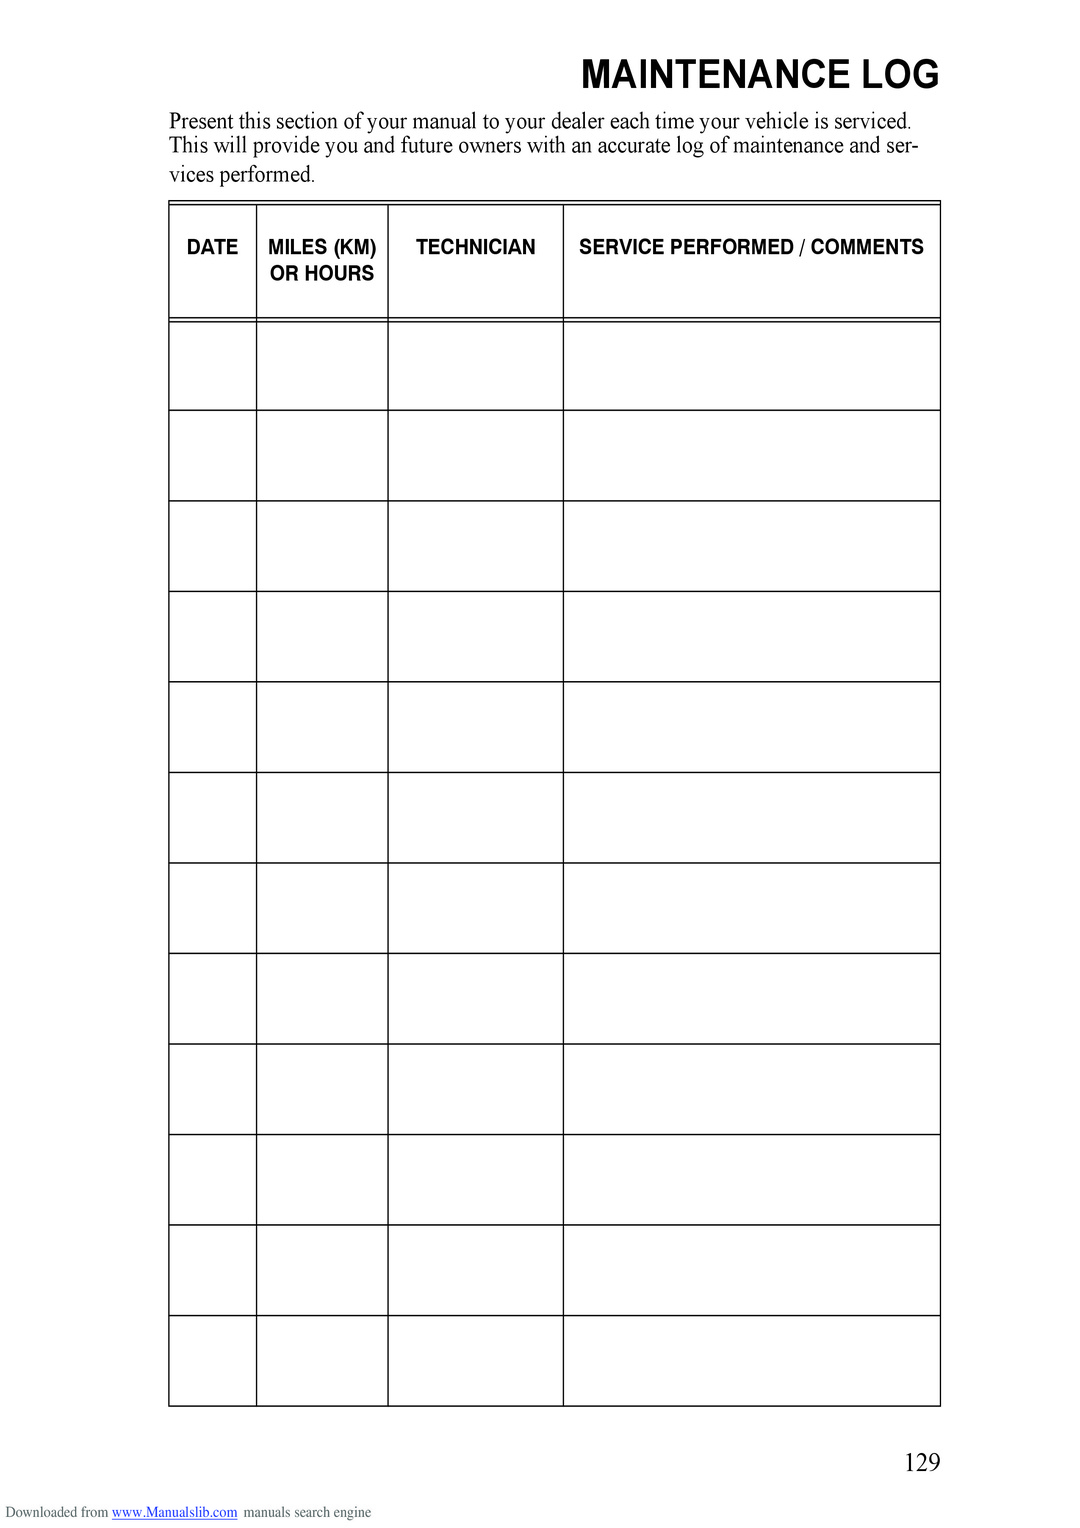 MAINTENANCE LOG
Present this section of your manual to your dealer each time your vehicle is serviced.
This will provide you and future owners with an accurate log of maintenance and ser-
vices performed.
DATE MILES (KM) TECHNICIAN SERVICE PERFORMED / COMMENTS
OR HOURS
129
Downloaded from www.Manualslib.com manuals search engine